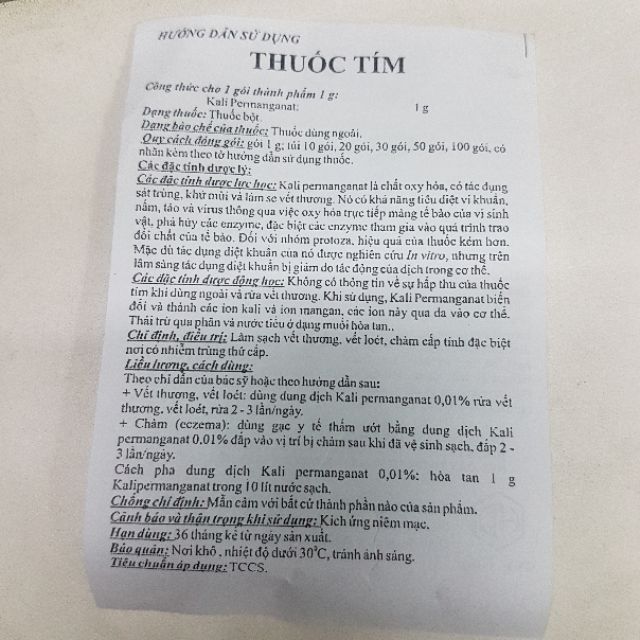 HƯỚNG DẪN SỬ DỤNG
THUỐC TÍM
Công thức cho 1 gói thành phẩm 1 g:
Kali Permanganat: 1 g
Dạng thuốc: Thuốc bột.
Dạng bào chế của thuốc: Thuốc dùng ngoài.
Quy cách đóng gói: gói 1 g; túi 10 gói, 20 gói, 30 gói, 50 gói, 100 gói, có
nhãn kèm theo tờ hướng dẫn sử dụng thuốc.
Các đặc tính dược lý:
Các đặc tính dược lực học: Kali permanganat là chất oxy hóa, có tác dụng
sát trùng, khử mùi và làm se vết thương. Nó có khả năng tiêu diệt vi khuẩn,
nấm, tảo và virus thông qua việc oxy hóa trực tiếp màng tế bào của vi sinh
vật, phá hủy các enzyme, đặc biệt các enzyme tham gia vào quá trình trao
đổi chất của tế bào. Đối với nhóm protoza, hiệu quả của thuốc kém hơn.
Mặc dù tác dụng diệt khuẩn của nó được nghiên cứu In vitro, nhưng trên
lâm sàng tác dụng diệt khuẩn bị giảm do tác động của dịch trong cơ thể.
Các đặc tính dược động học: Không có thông tin về sự hấp thu của thuốc
tím khi dùng ngoài và rửa vết thương. Khi sử dụng, Kali Permanganat biến
đổi và thành các ion kali và ion mangan, các ion này qua da vào cơ thể.
Thải trừ qua phân và nước tiểu ở dạng muối hòa tan..
Chỉ định, điều trị: Làm sạch vết thương, vết loét, chàm cấp tính đặc biệt
nơi có nhiễm trùng thứ cấp.
Liều lượng, cách dùng:
Theo chỉ dẫn của bác sỹ hoặc theo hướng dẫn sau:
+ Vết thương, vết loét: dùng dung dịch Kali permanganat 0,01% rửa vết
thương, vết loét, rửa 2 - 3 lần/ngày.
+ Chàm (eczema): dùng gạc y tế thấm ướt bằng dung dịch Kali
permanganat 0.01% đắp vào vị trí bị chàm sau khi đã vệ sinh sạch, đắp 2 -
3 lần/ngày.
Cách pha dung dịch Kali permanganat 0,01%: hòa tan 1 g
Kalipermanganat trong 10 lít nước sạch.
Chống chỉ định: Mẫn cảm với bất cứ thành phần nào của sản phẩm.
Cảnh báo và thận trọng khi sử dụng: Kích ứng niêm mạc.
Hạn dùng: 36 tháng kể từ ngày sản xuất.
Bảo quản: Nơi khô, nhiệt độ dưới 30°C, tránh ánh sáng.
Tiêu chuẩn áp dụng: TCCS.